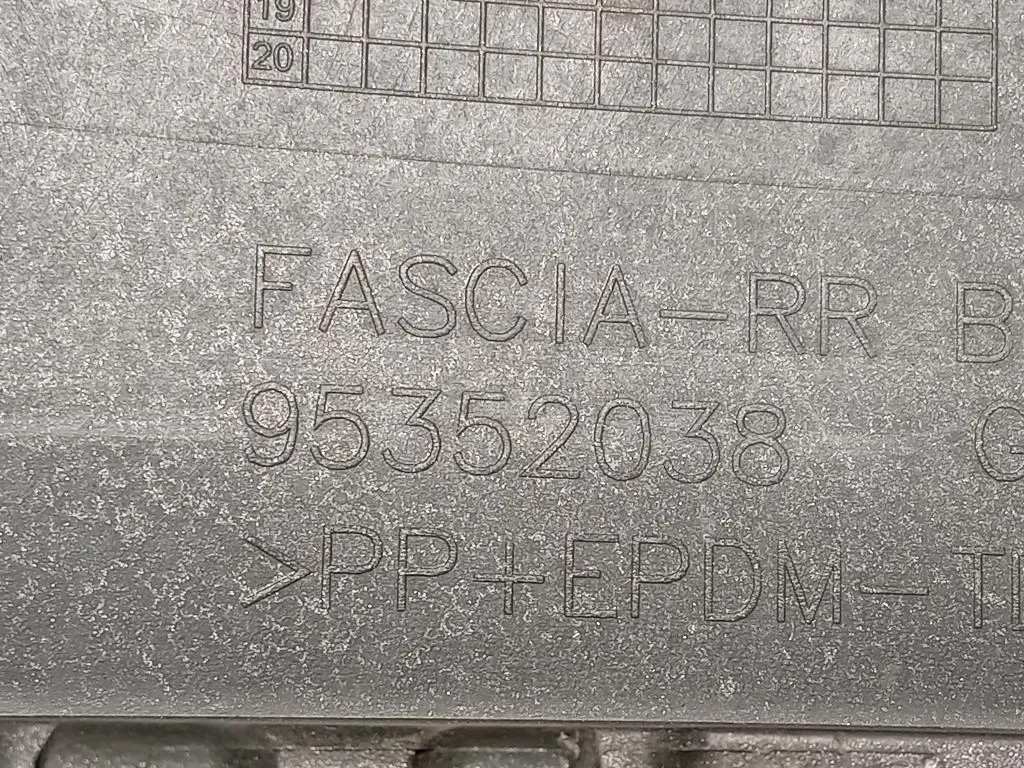 19
20
FASCIA-RR B
95352038 G
>PP+EPDM-T